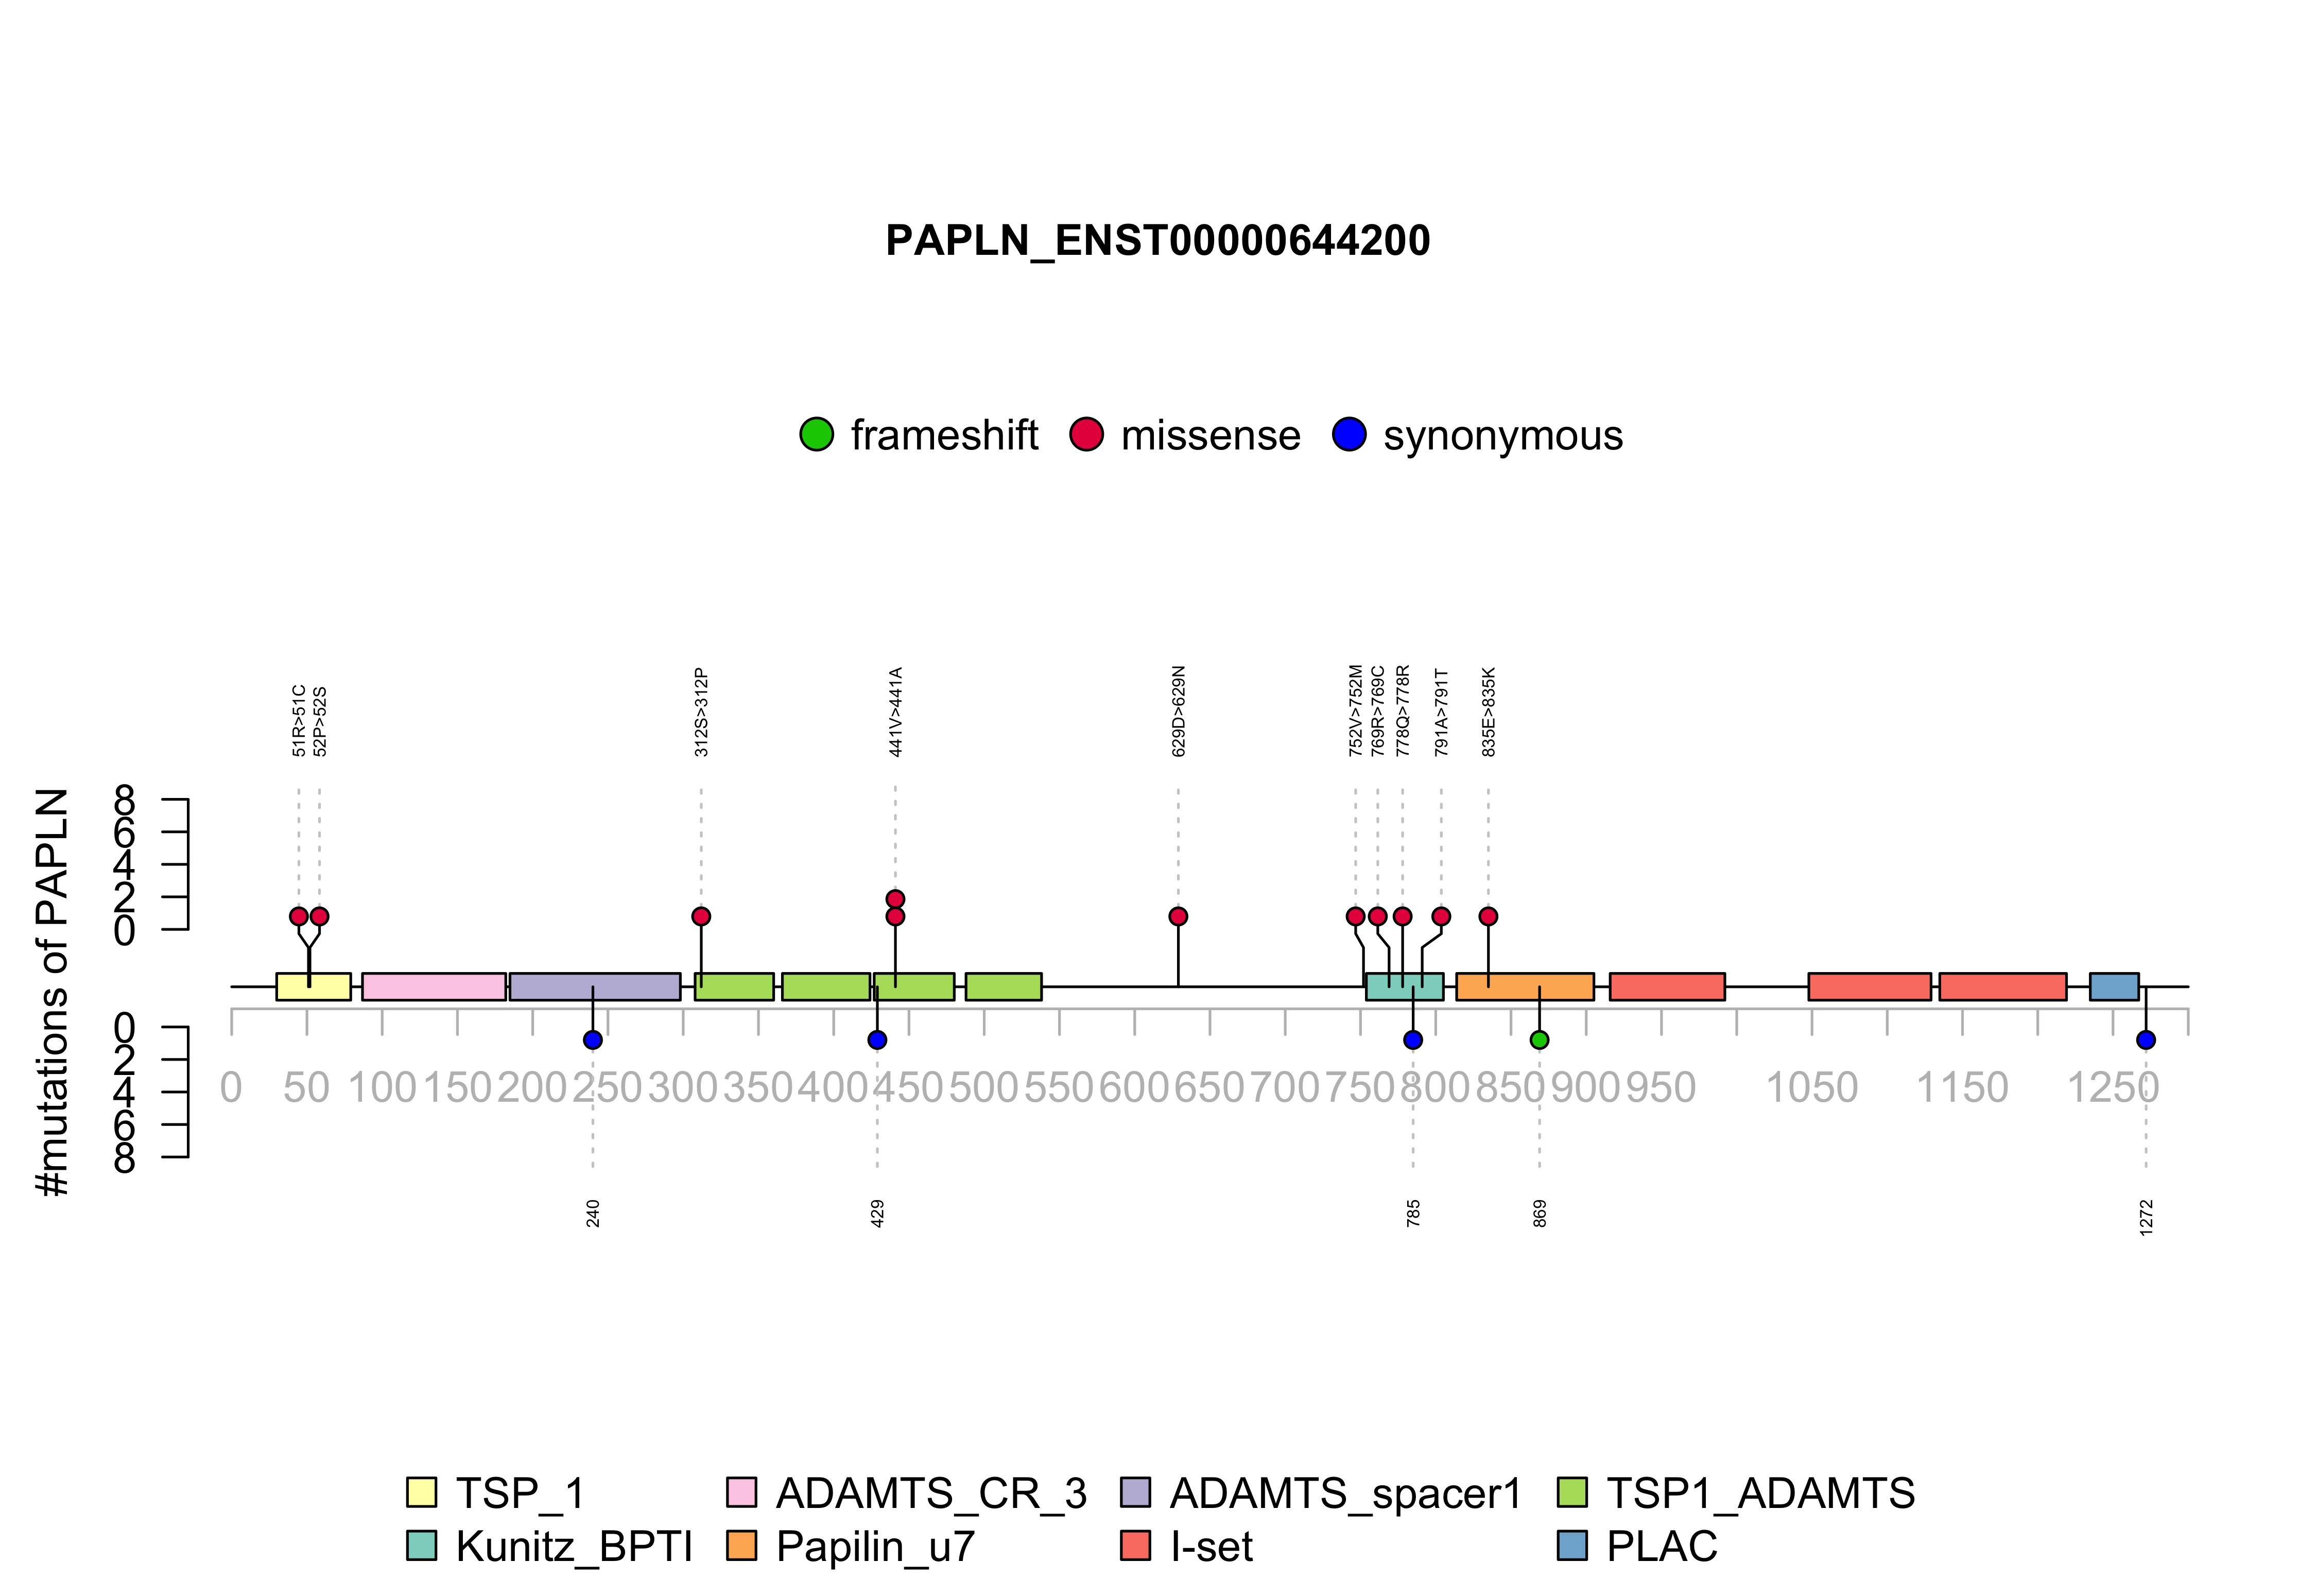 PAPLN_ENST00000644200
frameshift missense synonymous
51R>51C
52P>52S
312S>312P
441V>441A
629D>629N
752V>752M
769R>769C
778Q>778R
791A>791T
835E>835K
#mutations of PAPLN
8
6
4
2
0
0
2
4
6
8
0 50 100 150 200 250 300 350 400 450 500 550 600 650 700 750 800 850 900 950 1050 1150 1250
240
429
785
869
1272
TSP_1 ADAMTS_CR_3 ADAMTS_spacer1 TSP1_ADAMTS
Kunitz_BPTI Papilin_u7 I-set PLAC